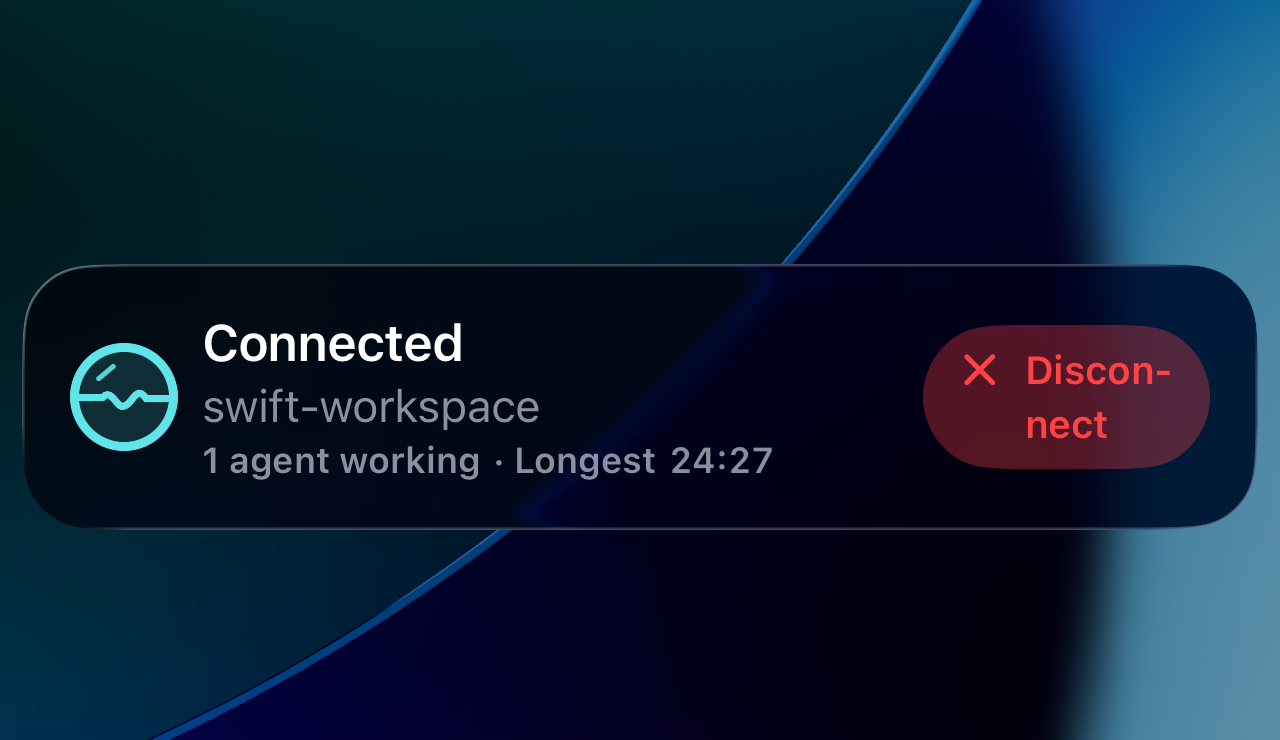 Connected
swift-workspace
1 agent working · Longest 24:27
Discon-
nect